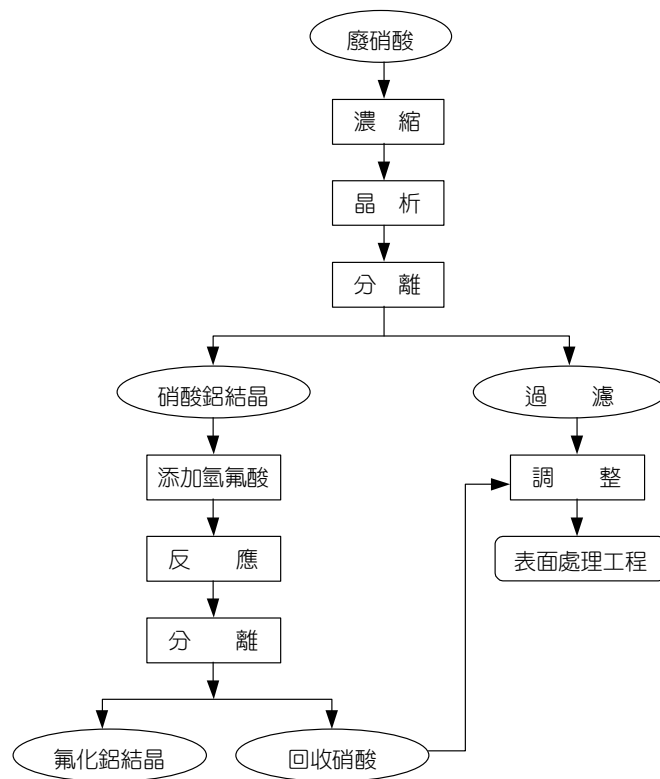 廢硝酸
濃　縮
晶　析
分　離
硝酸鋁結晶
過　　濾
添加氫氟酸
調　　整
反　　應
表面處理工程
分　　離
氟化鋁結晶
回收硝酸